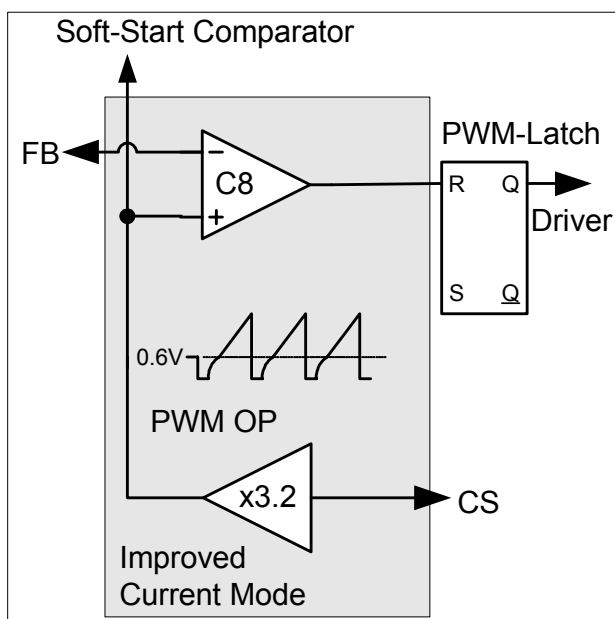 Soft-Start Comparator
FB
PWM-Latch
−
C8
+
R Q
Driver
S Q
0.6V
PWM OP
x3.2
CS
Improved
Current Mode